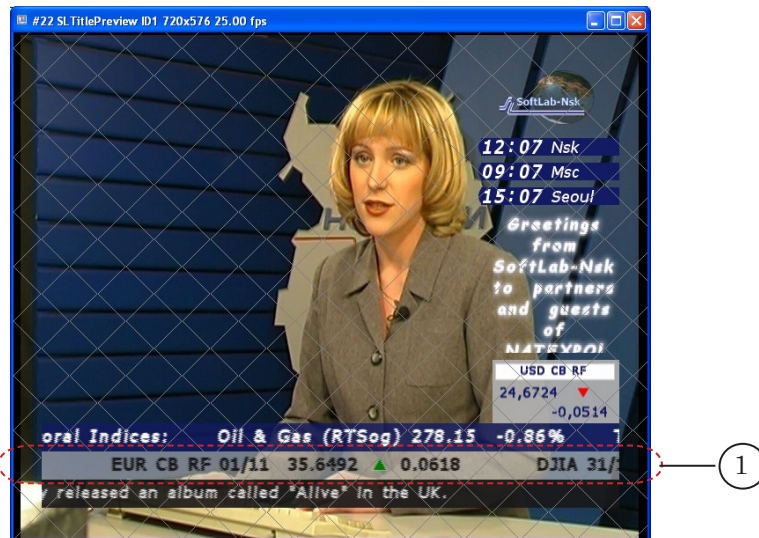 #22 SLTitlePreview ID1 720x576 25.00 fps
SoftLab-Nsk
12:07 Nsk
09:07 Msc
15:07 Seoul
Greetings
from
SoftLab-Nsk
to partners
and guests
of
NATEXPO!
USD CB RF
24,6724 ▼
-0,0514
oral Indices: Oil & Gas (RTSog) 278.15 -0.86%
EUR CB RF 01/11 35.6492 ▲ 0.0618 DJIA 31/
1
y released an album called "Alive" in the UK.